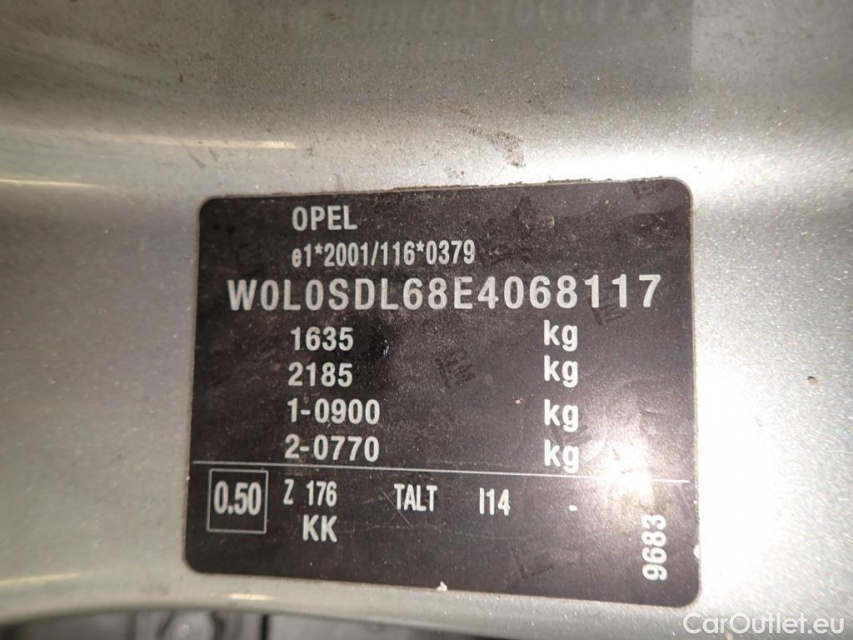 OPEL
e1*2001/116*0379
W0L0SDL68E4068117
1635 kg
2185 kg
1-0900 kg
2-0770 kg
0.50 Z 176 TALT I14 -
KK
9683
CarOutlet.eu